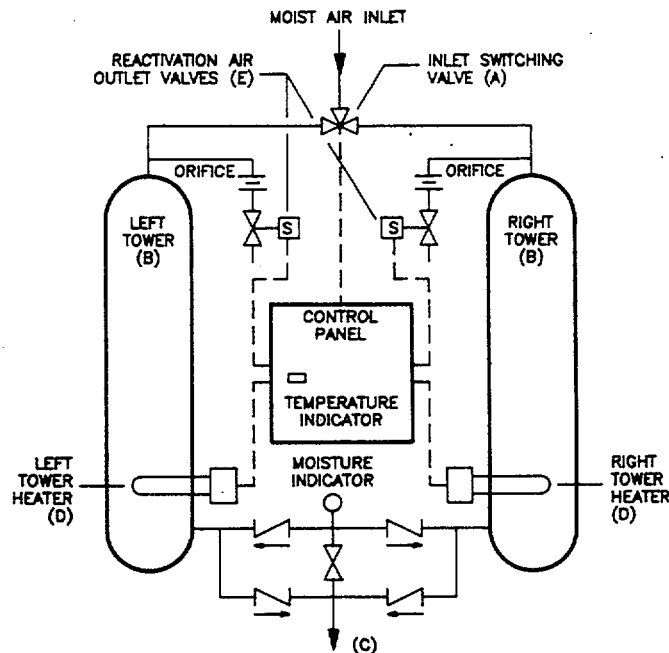 MOIST AIR INLET
REACTIVATION AIR
OUTLET VALVES (E)
INLET SWITCHING
VALVE (A)
ORIFICE
ORIFICE
LEFT
TOWER
(B)
S
S
RIGHT
TOWER
(B)
CONTROL
PANEL
TEMPERATURE
INDICATOR
LEFT
TOWER
HEATER
(D)
MOISTURE
INDICATOR
RIGHT
TOWER
HEATER
(D)
(C)